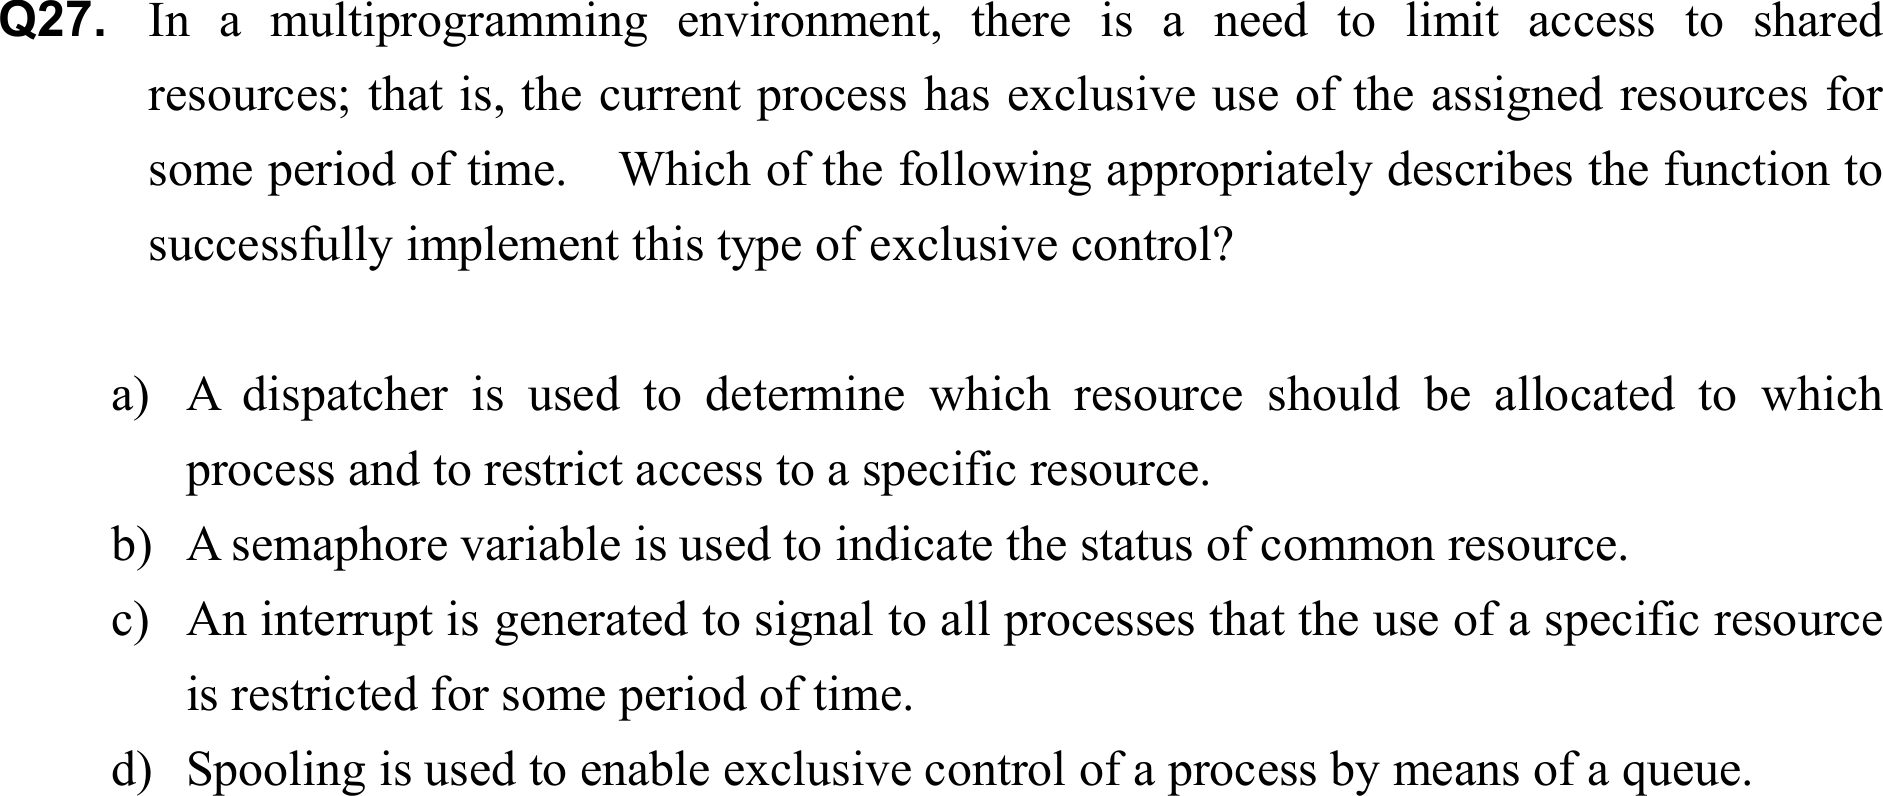 Q27. In a multiprogramming environment, there is a need to limit access to shared
resources; that is, the current process has exclusive use of the assigned resources for
some period of time. Which of the following appropriately describes the function to
successfully implement this type of exclusive control?
a) A dispatcher is used to determine which resource should be allocated to which
process and to restrict access to a specific resource.
b) A semaphore variable is used to indicate the status of common resource.
c) An interrupt is generated to signal to all processes that the use of a specific resource
is restricted for some period of time.
d) Spooling is used to enable exclusive control of a process by means of a queue.